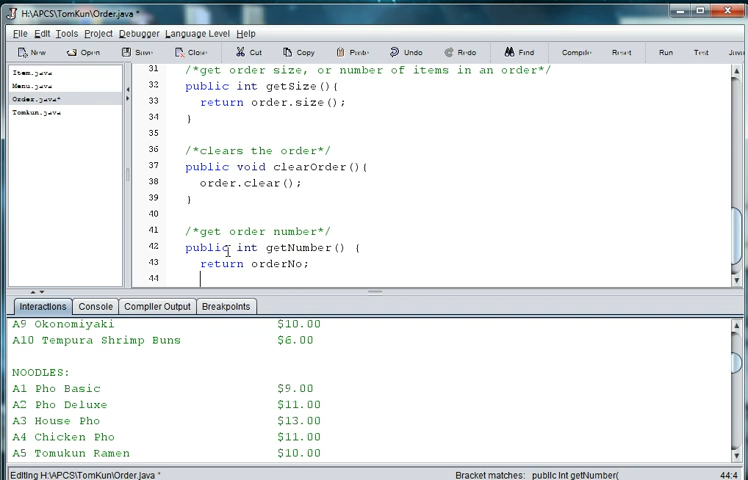 H:\APCS\TomKun\Order.java *
File Edit Tools Project Debugger Language Level Help
New Open Save Close Cut Copy Paste Undo Redo Find Compile Reset Run Test
Item.java
Menu.java
Order.java*
Tomkun.java
31 /*get order size, or number of items in an order*/
32 public int getSize(){
33 return order.size();
34 }
35
36 /*clears the order*/
37 public void clearOrder(){
38 order.clear();
39 }
40
41 /*get order number*/
42 public int getNumber() {
43 return orderNo;
44
Interactions Console Compiler Output Breakpoints
A9 Okonomiyaki $10.00
A10 Tempura Shrimp Buns $6.00
NOODLES:
A1 Pho Basic $9.00
A2 Pho Deluxe $11.00
A3 House Pho $13.00
A4 Chicken Pho $11.00
A5 Tomukun Ramen $10.00
Editing H:\APCS\TomKun\Order.java * Bracket matches: public int getNumber( 44:4